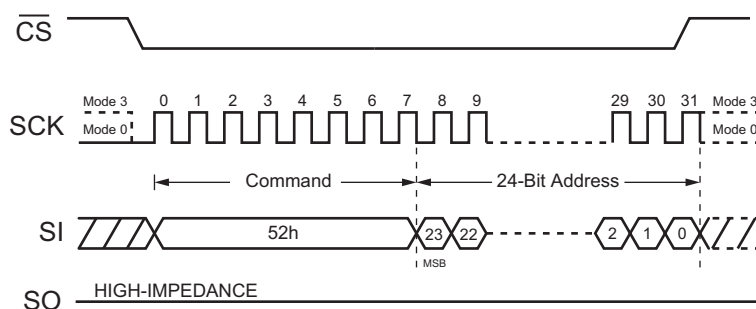 CS
Mode 3 0 1 2 3 4 5 6 7 8 9 29 30 31 Mode 3
SCK
Mode 0 Mode 0
Command 24-Bit Address
SI 52h 23 22 2 1 0
MSB
SO HIGH-IMPEDANCE